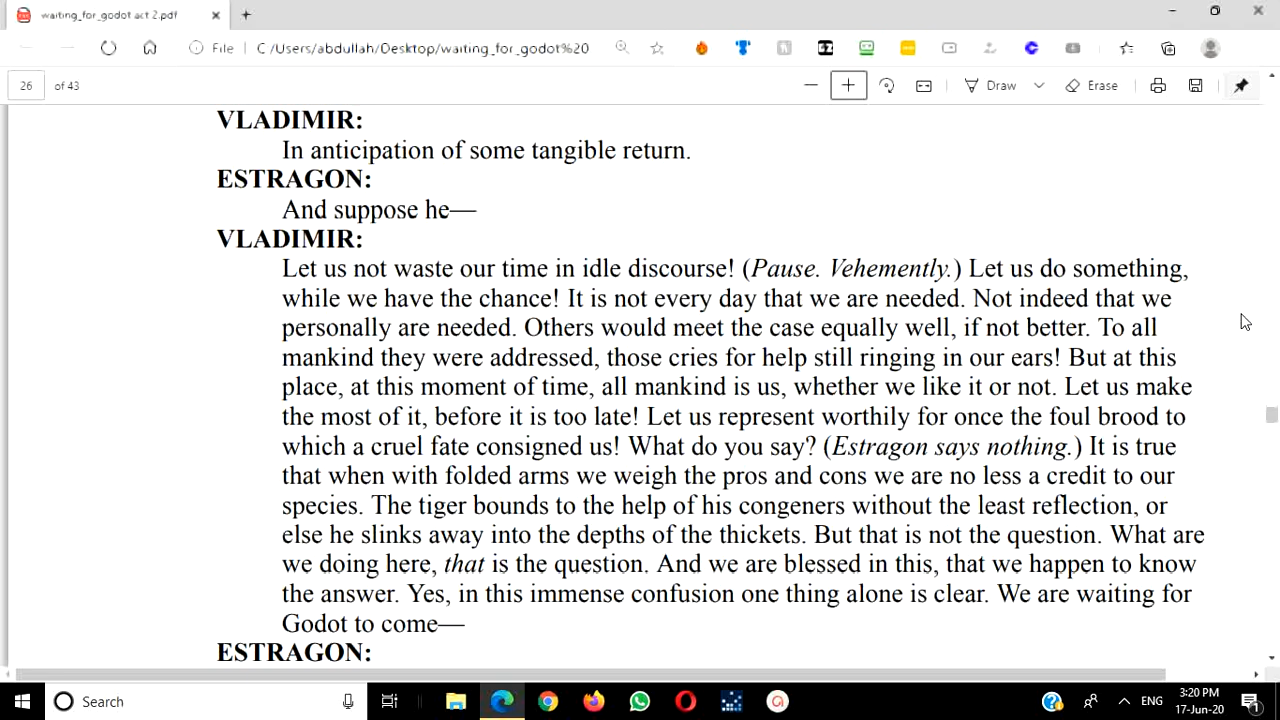 waiting_for_godot act 2.pdf
File | C:/Users/abdullah/Desktop/waiting_for_godot%20
26 of 43 Draw Erase
VLADIMIR:
In anticipation of some tangible return.
ESTRAGON:
And suppose he—
VLADIMIR:
Let us not waste our time in idle discourse! (Pause. Vehemently.) Let us do something,
while we have the chance! It is not every day that we are needed. Not indeed that we
personally are needed. Others would meet the case equally well, if not better. To all
mankind they were addressed, those cries for help still ringing in our ears! But at this
place, at this moment of time, all mankind is us, whether we like it or not. Let us make
the most of it, before it is too late! Let us represent worthily for once the foul brood to
which a cruel fate consigned us! What do you say? (Estragon says nothing.) It is true
that when with folded arms we weigh the pros and cons we are no less a credit to our
species. The tiger bounds to the help of his congeners without the least reflection, or
else he slinks away into the depths of the thickets. But that is not the question. What are
we doing here, that is the question. And we are blessed in this, that we happen to know
the answer. Yes, in this immense confusion one thing alone is clear. We are waiting for
Godot to come—
ESTRAGON:
Search ENG 3:20 PM
17-Jun-20 1